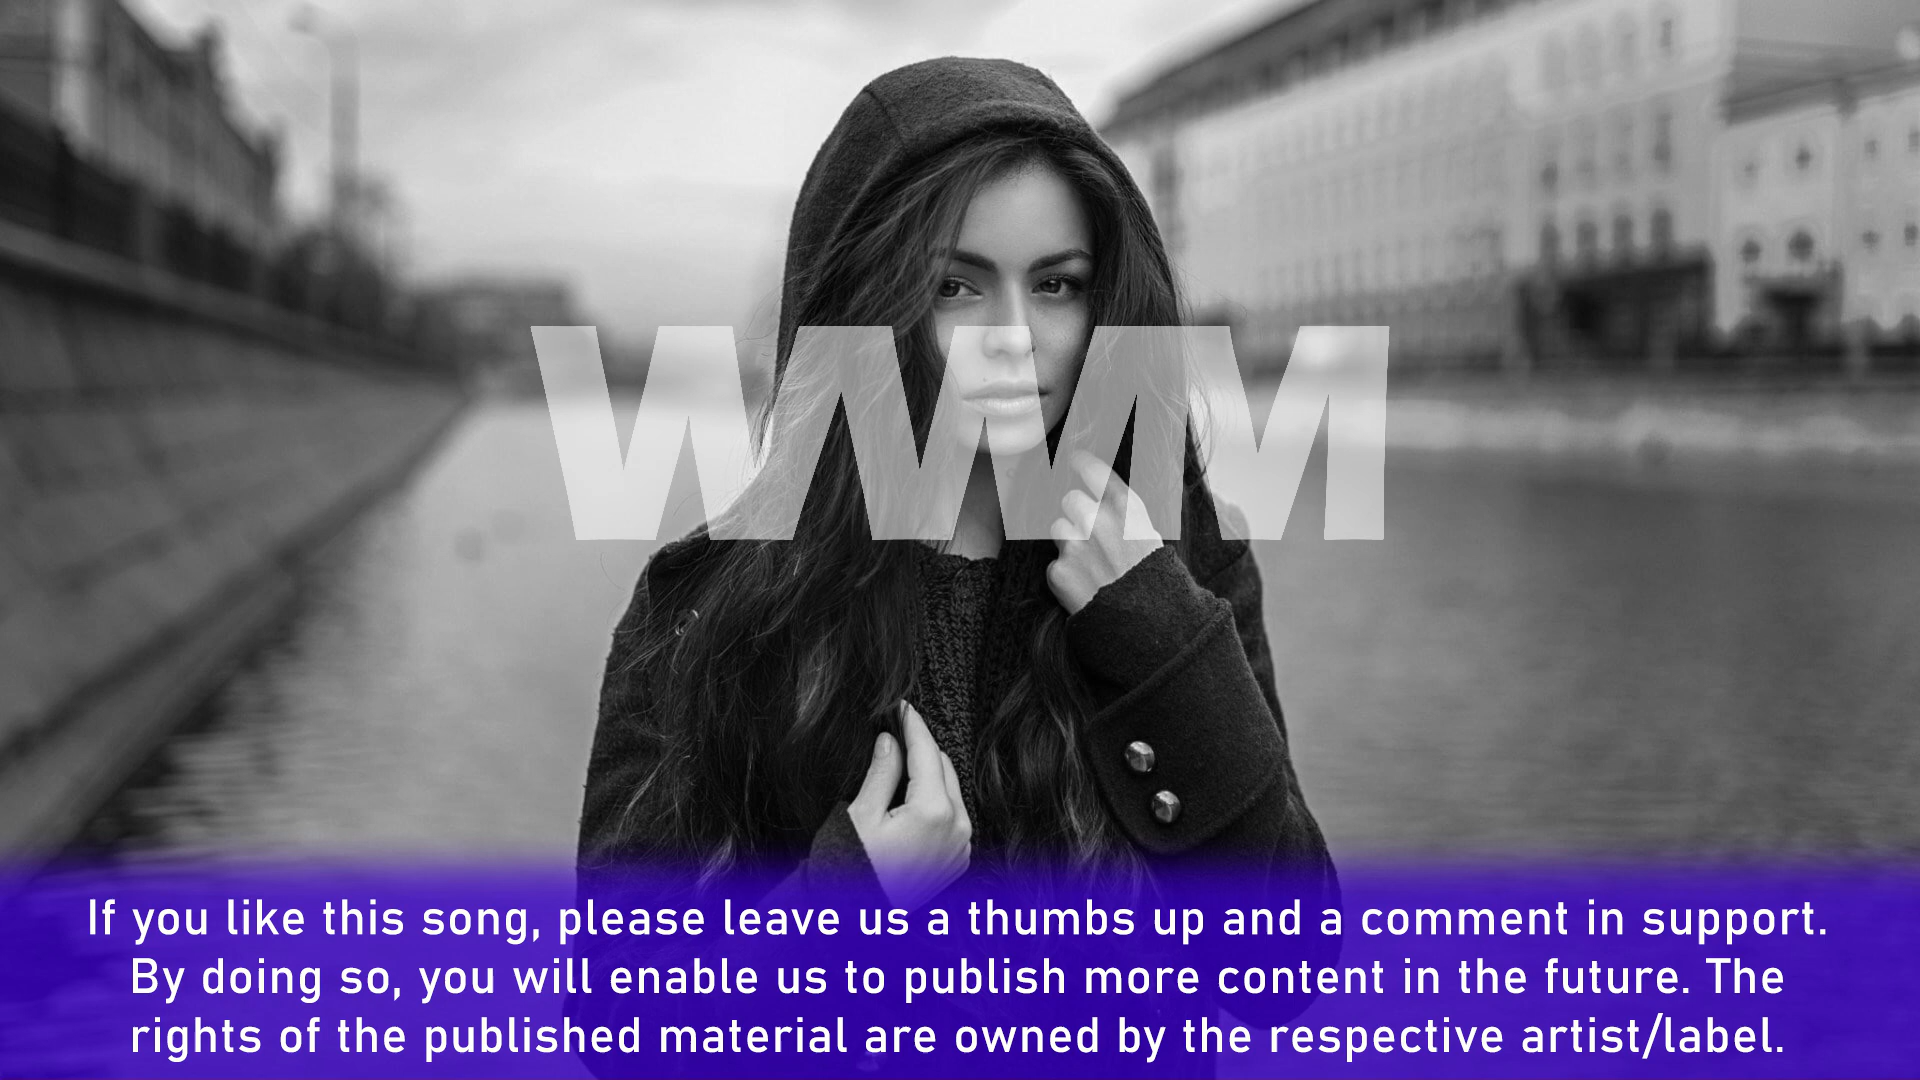 WWM
If you like this song, please leave us a thumbs up and a comment in support.
By doing so, you will enable us to publish more content in the future. The
rights of the published material are owned by the respective artist/label.